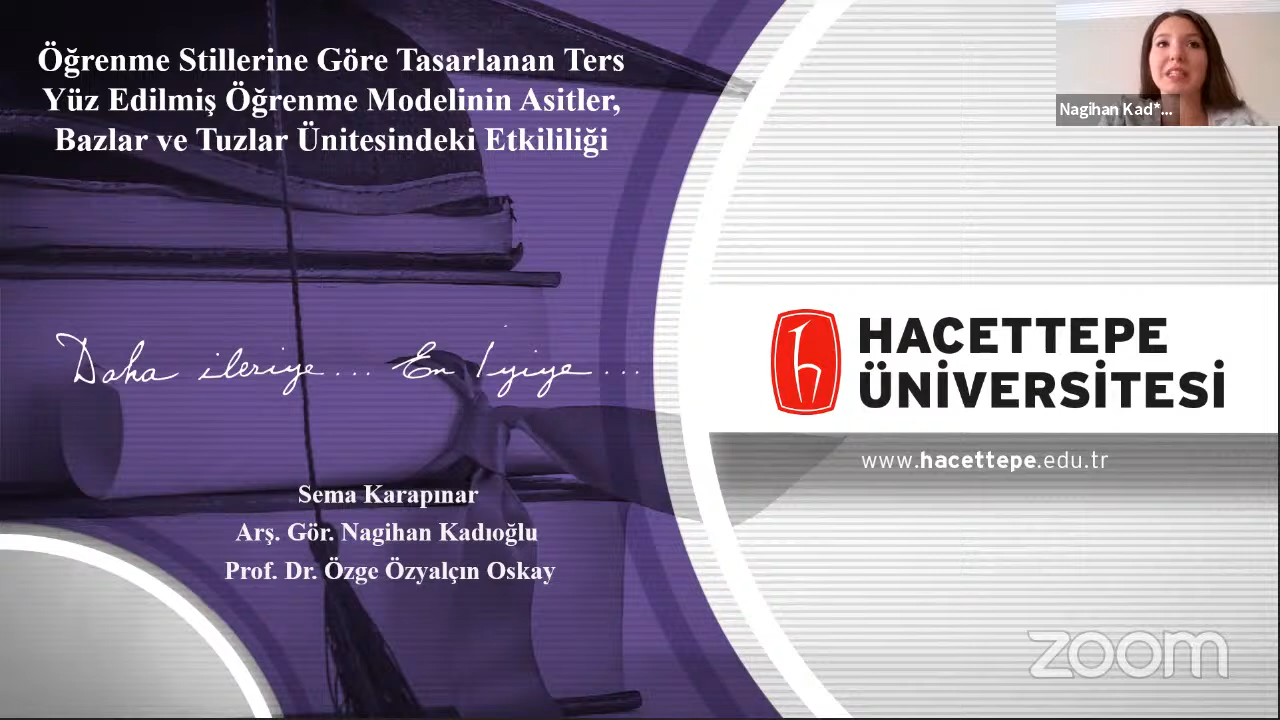 Öğrenme Stillerine Göre Tasarlanan Ters
Yüz Edilmiş Öğrenme Modelinin Asitler,
Bazlar ve Tuzlar Ünitesindeki Etkililiği
Nagihan Kad*...
Daha ileriye... En İyiye...
HACETTEPE
ÜNİVERSİTESİ
www.hacettepe.edu.tr
Sema Karapınar
Arş. Gör. Nagihan Kadıoğlu
Prof. Dr. Özge Özyalçın Oskay
zoom